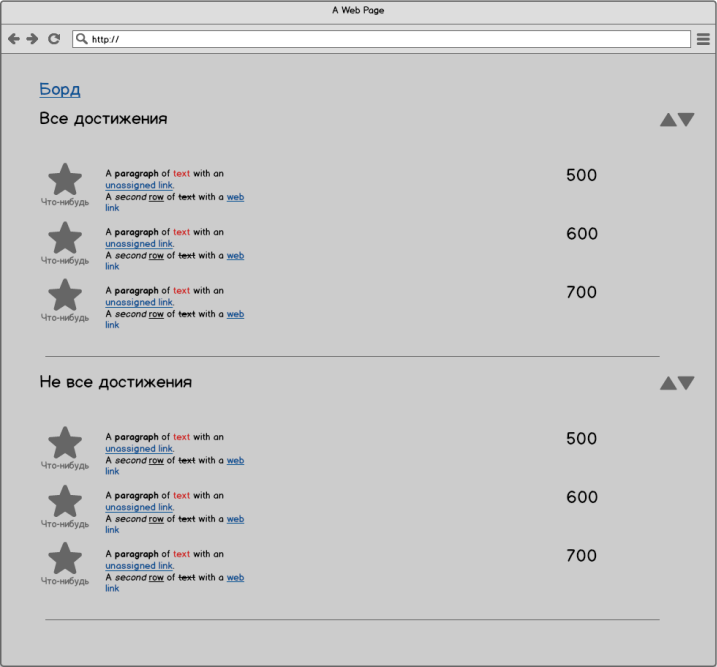 A Web Page
http://
Борд
Все достижения
A paragraph of text with an
unassigned link.
A second row of text with a web
link
Что-нибудь
500
A paragraph of text with an
unassigned link.
A second row of text with a web
link
Что-нибудь
600
A paragraph of text with an
unassigned link.
A second row of text with a web
link
Что-нибудь
700
Не все достижения
A paragraph of text with an
unassigned link.
A second row of text with a web
link
Что-нибудь
500
A paragraph of text with an
unassigned link.
A second row of text with a web
link
Что-нибудь
600
A paragraph of text with an
unassigned link.
A second row of text with a web
link
Что-нибудь
700